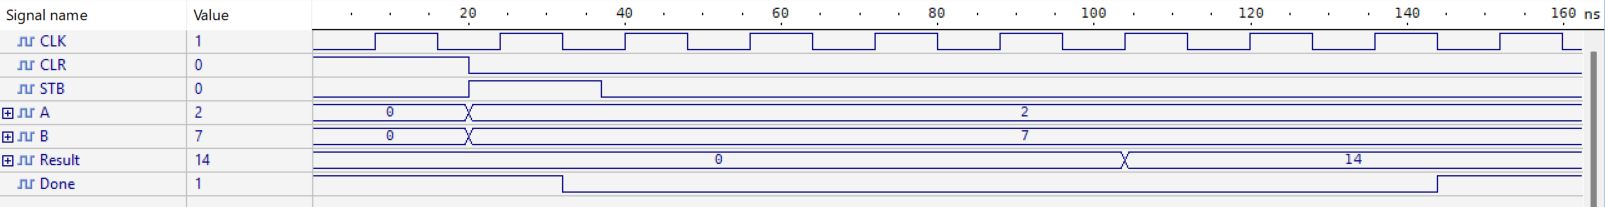 Signal name Value 20 40 60 80 100 120 140 160 ns
CLK 1
CLR 0
STB 0
A 2 0 2
B 7 0 7
Result 14 0 14
Done 1